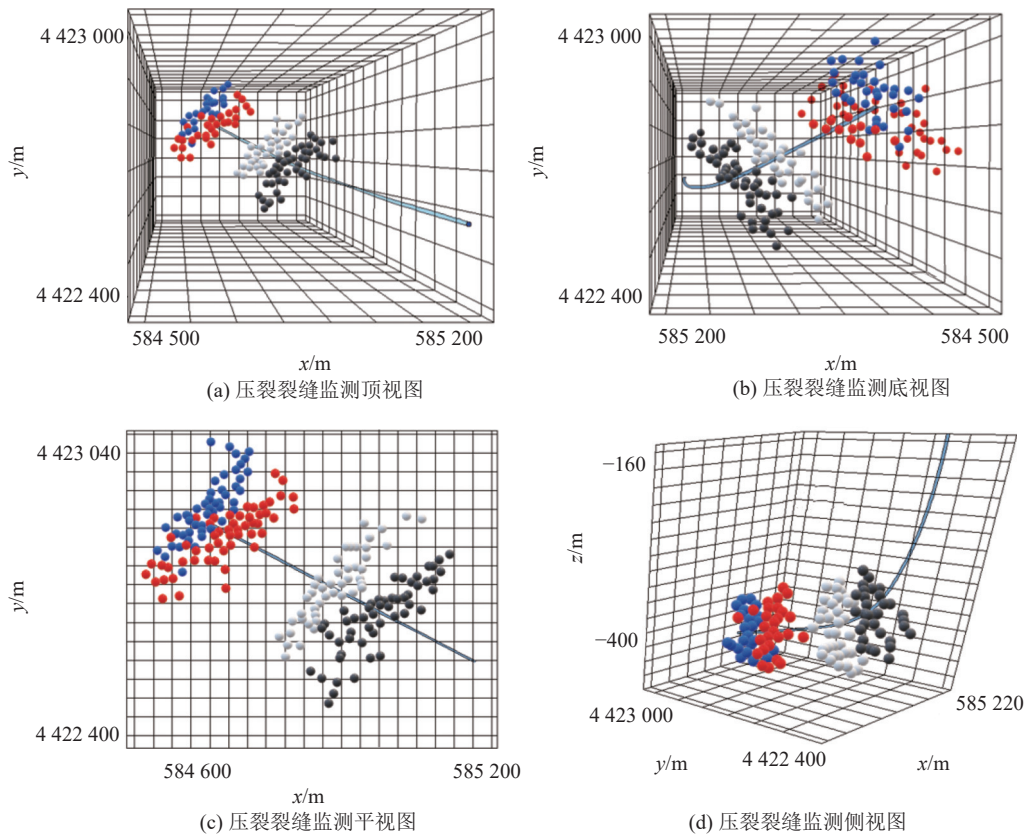 4 423 000
y/m
4 422 400
584 500
585 200
x/m
(a) 压裂裂缝监测顶视图
4 423 000
y/m
4 422 400
585 200
584 500
x/m
(b) 压裂裂缝监测底视图
4 423 040
y/m
4 422 400
584 600
585 200
x/m
(c) 压裂裂缝监测平视图
−160
z/m
−400
4 423 000
585 220
y/m
4 422 400
x/m
(d) 压裂裂缝监测侧视图